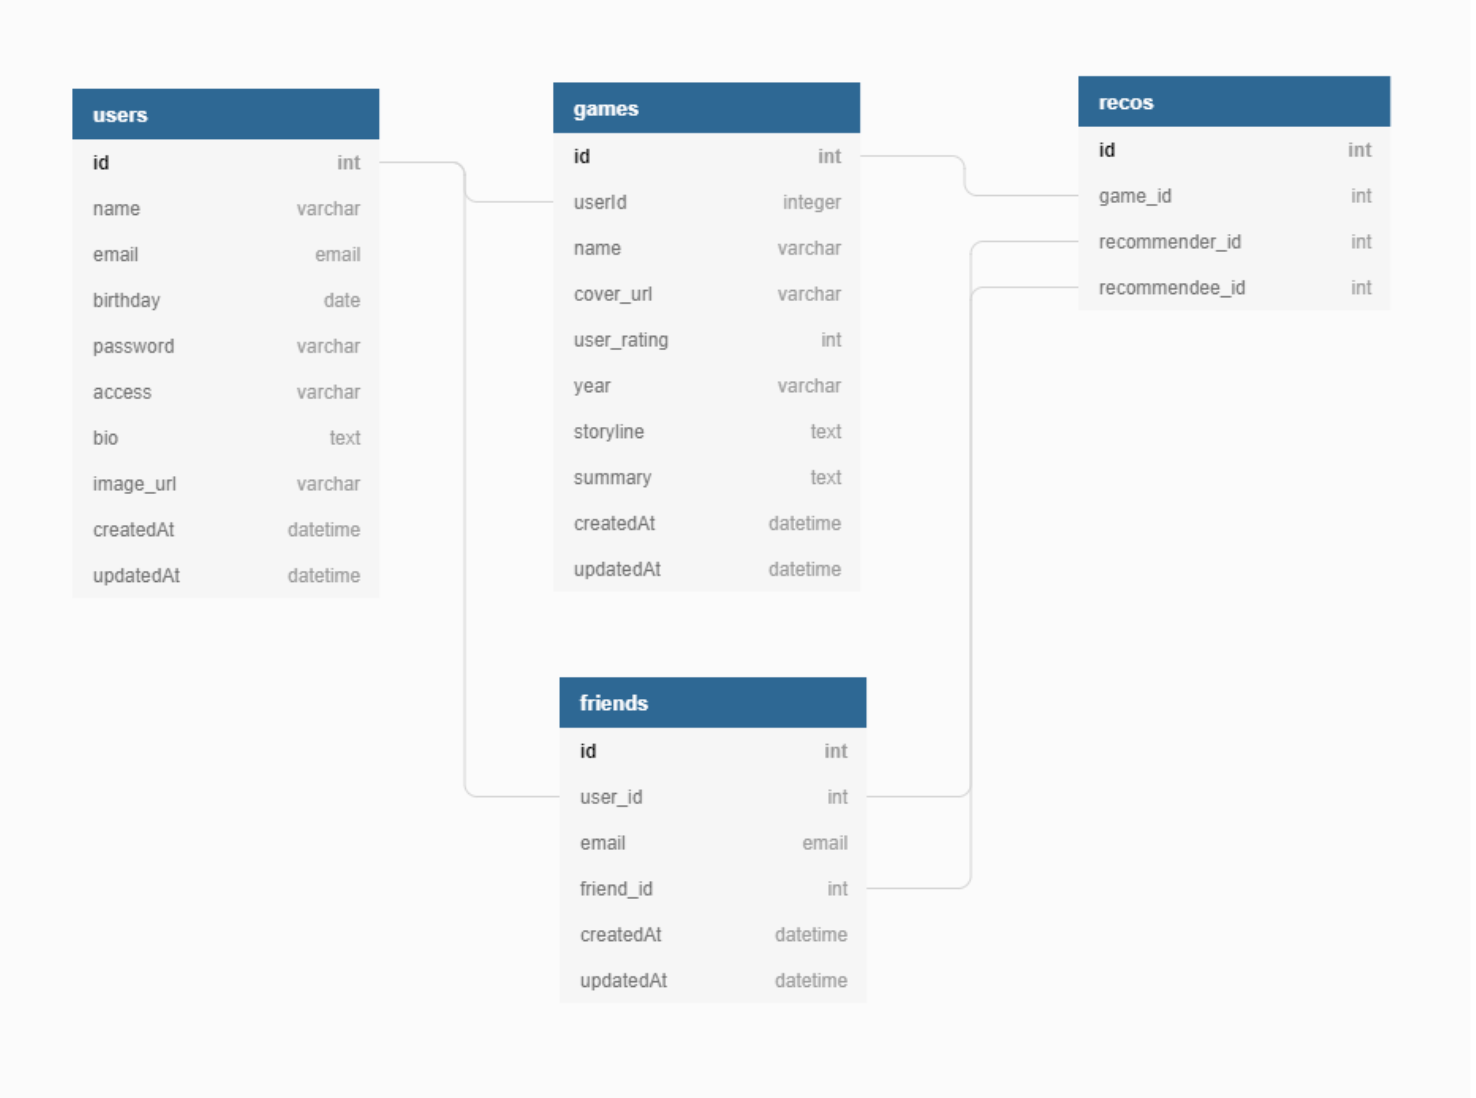 users
id int
name varchar
email email
birthday date
password varchar
access varchar
bio text
image_url varchar
createdAt datetime
updatedAt datetime
games
id int
userId integer
name varchar
cover_url varchar
user_rating int
year varchar
storyline text
summary text
createdAt datetime
updatedAt datetime
recos
id int
game_id int
recommender_id int
recommendee_id int
friends
id int
user_id int
email email
friend_id int
createdAt datetime
updatedAt datetime